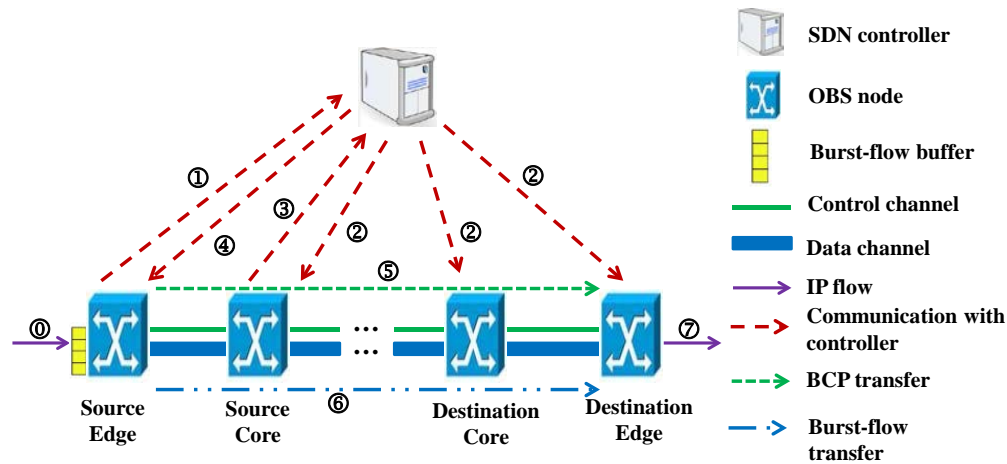 SDN
controller
OBS node
Burst-flow buffer
Control channel
Data channel
IP flow
Communication with
controller
BCP transfer
Burst-flow
transfer
①
④
③
②
②
②
⑤
⓪
⑦
... 
...
⑥
Source
Edge
Source
Core
Destination
Core
Destination
Edge